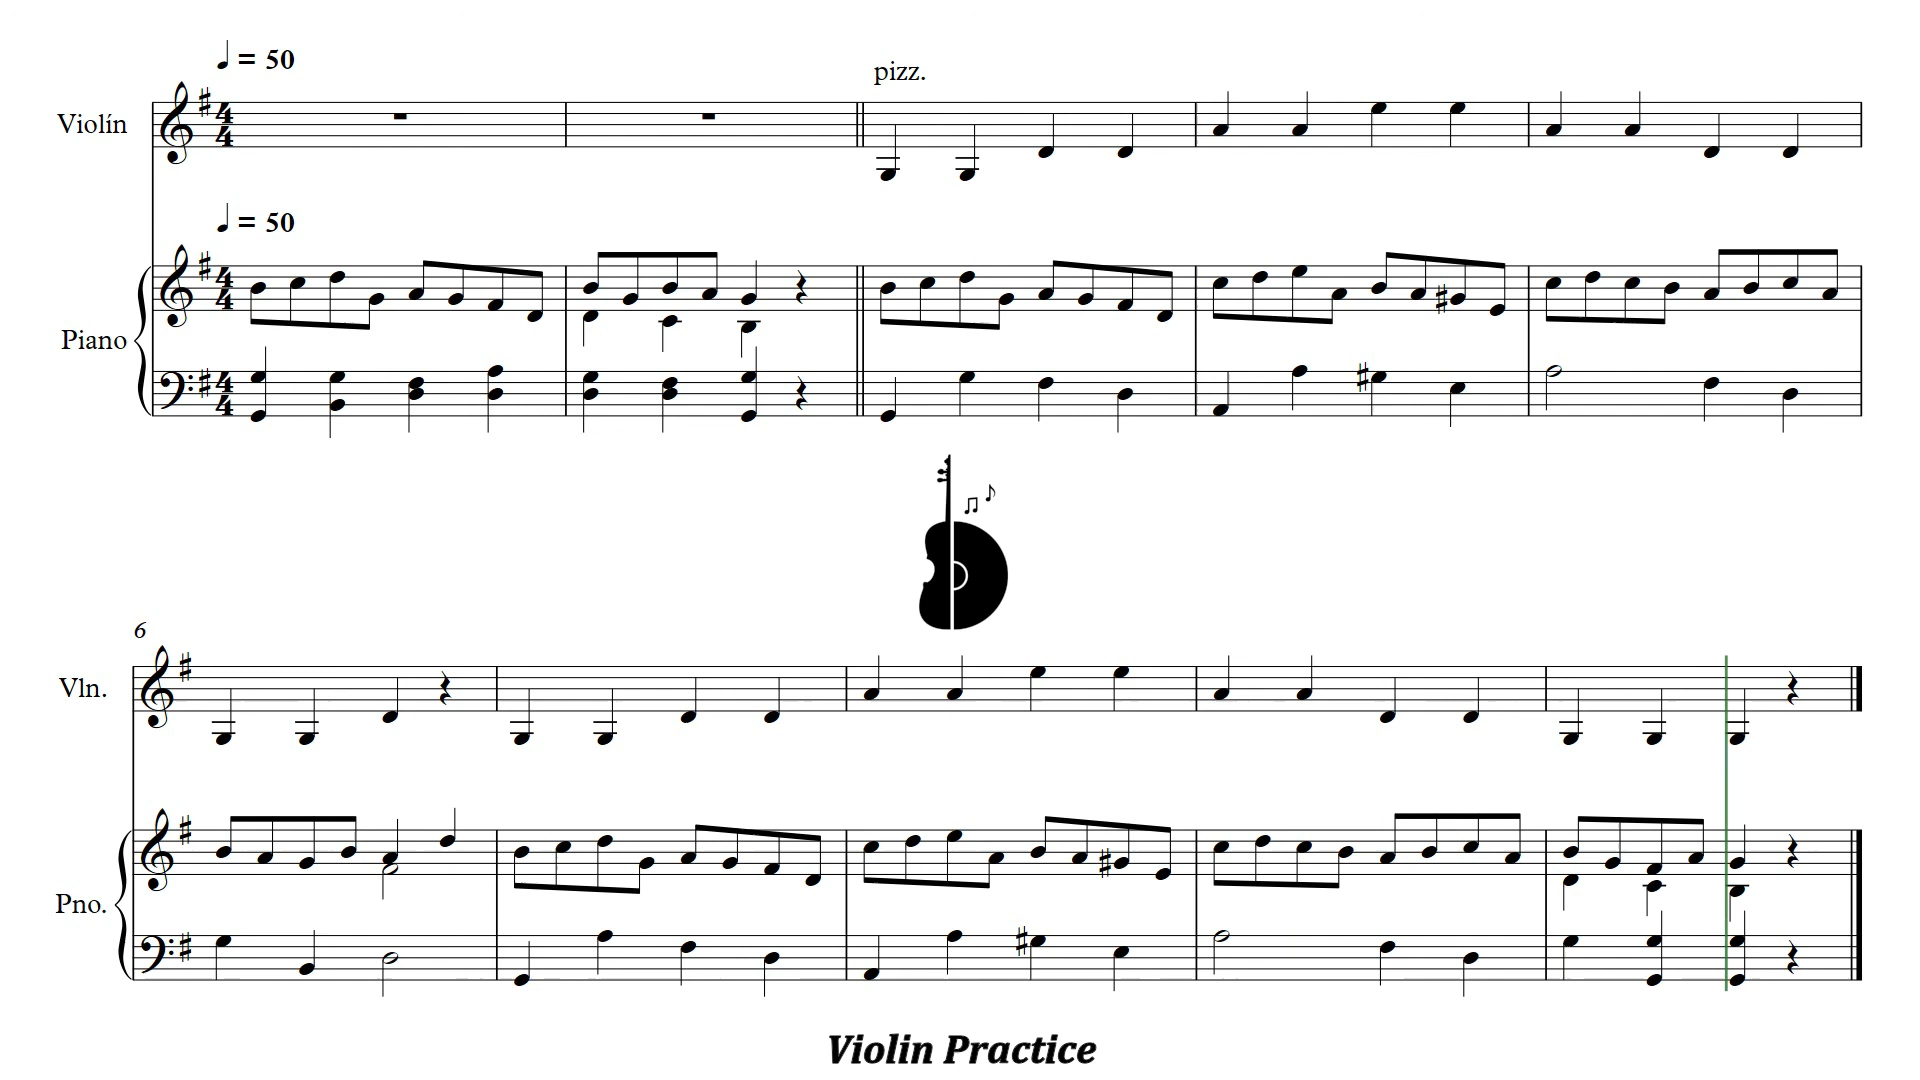 ♩ = 50
pizz.
Violín
♩ = 50
Piano
6
Vln.
Pno.
Violin Practice